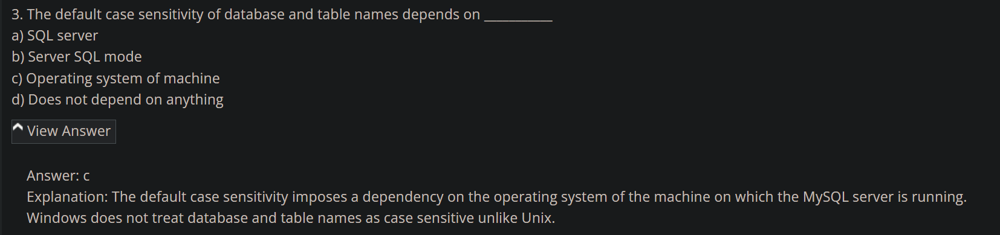 3. The default case sensitivity of database and table names depends on __________
a) SQL server
b) Server SQL mode
c) Operating system of machine
d) Does not depend on anything
View Answer
Answer: c
Explanation: The default case sensitivity imposes a dependency on the operating system of the machine on which the MySQL server is running.
Windows does not treat database and table names as case sensitive unlike Unix.